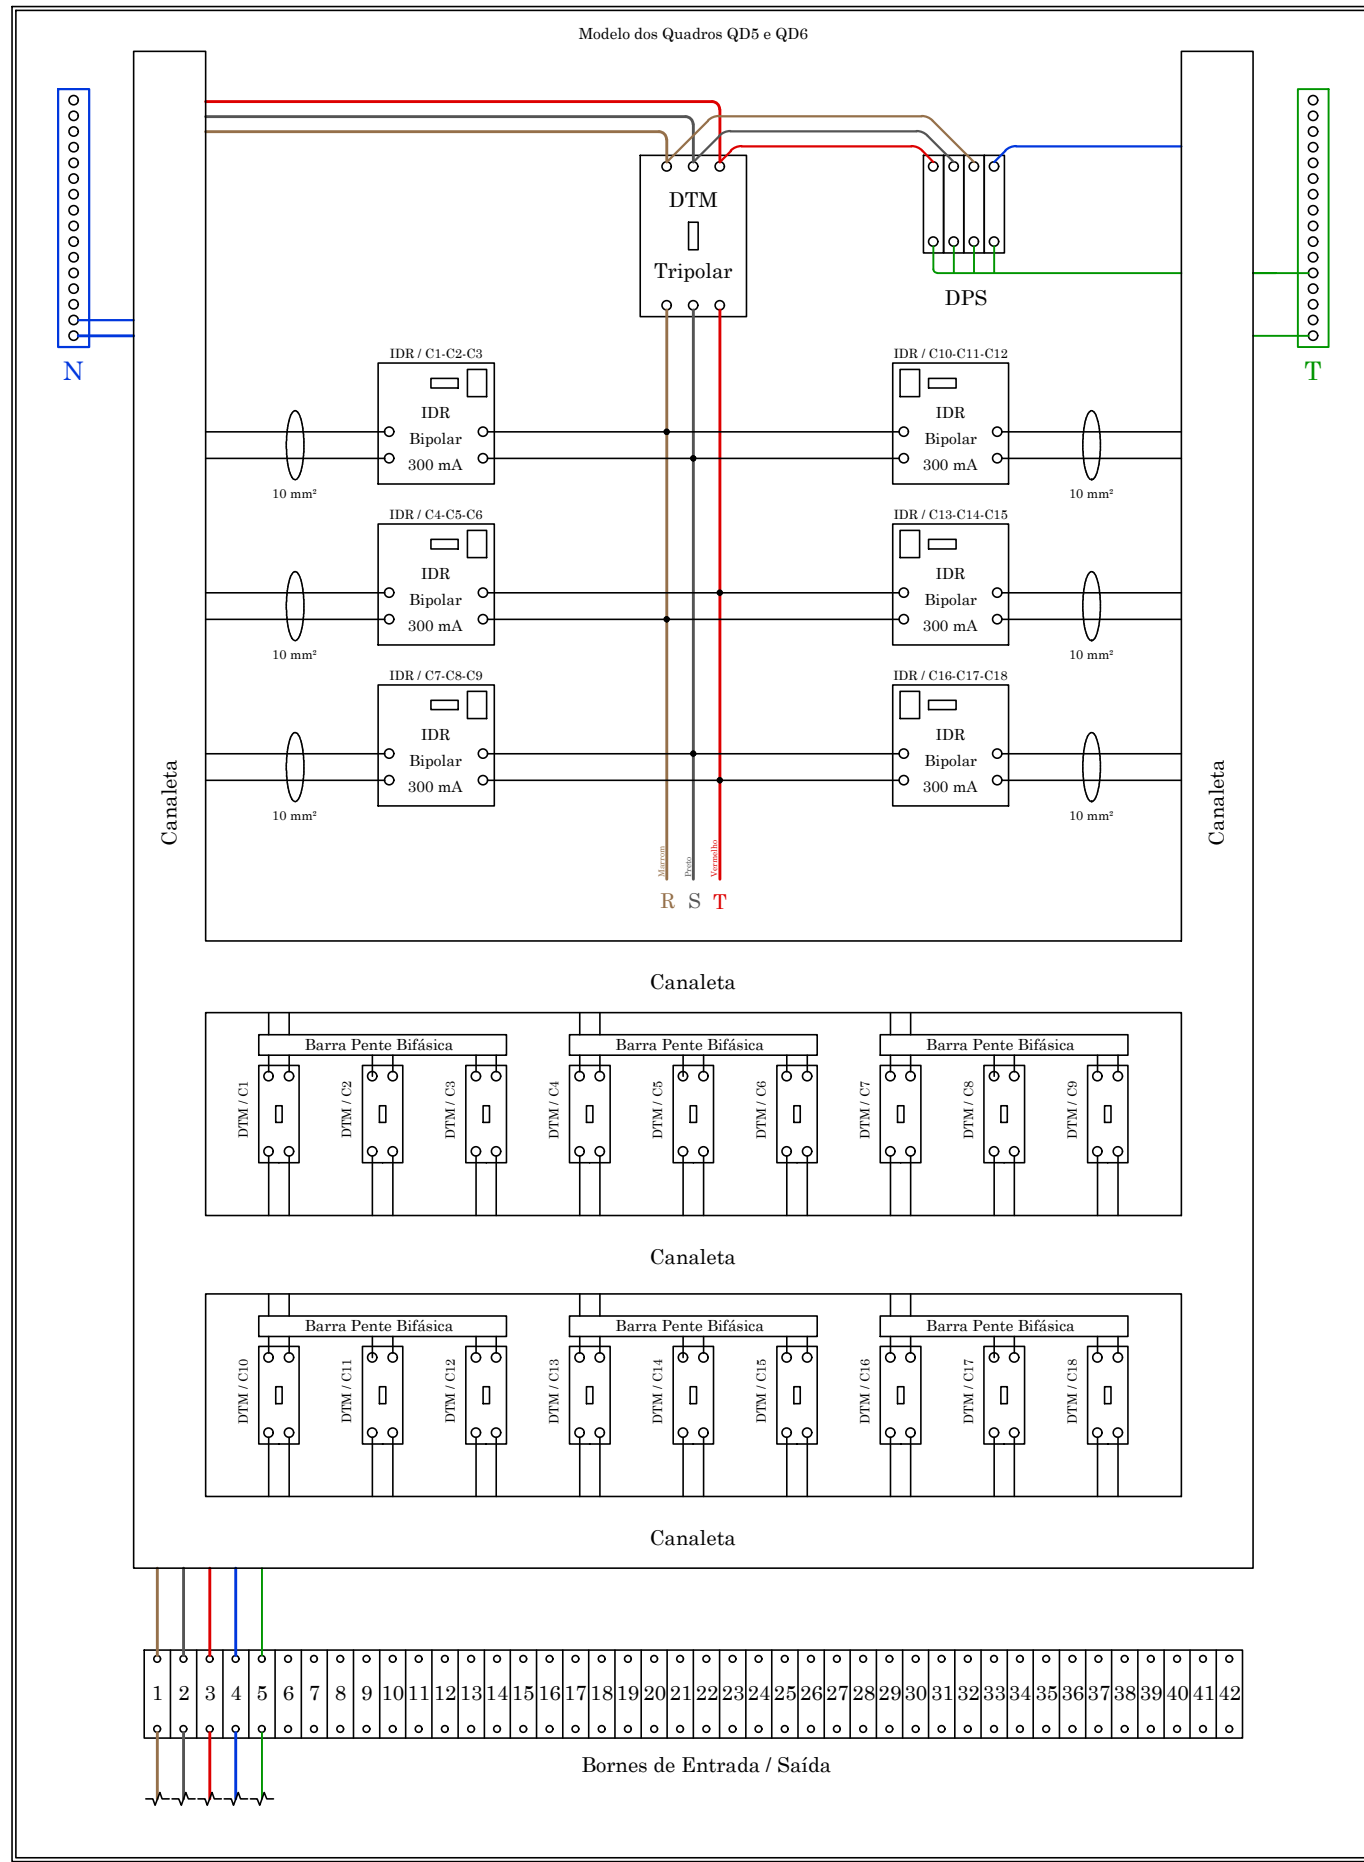 Modelo dos Quadros QD5 e QD6
DTM
Tripolar
DPS
N
T
IDR / C1-C2-C3
IDR
Bipolar
300 mA
10 mm²
IDR / C10-C11-C12
IDR
Bipolar
300 mA
10 mm²
IDR / C4-C5-C6
IDR
Bipolar
300 mA
10 mm²
IDR / C13-C14-C15
IDR
Bipolar
300 mA
10 mm²
IDR / C7-C8-C9
IDR
Bipolar
300 mA
10 mm²
IDR / C16-C17-C18
IDR
Bipolar
300 mA
10 mm²
Canaleta
Canaleta
Marrom
Preto
Vermelho
R S T
Canaleta
Barra Pente Bifásica
Barra Pente Bifásica
Barra Pente Bifásica
DTM / C1
DTM / C2
DTM / C3
DTM / C4
DTM / C5
DTM / C6
DTM / C7
DTM / C8
DTM / C9
Canaleta
Barra Pente Bifásica
Barra Pente Bifásica
Barra Pente Bifásica
DTM / C10
DTM / C11
DTM / C12
DTM / C13
DTM / C14
DTM / C15
DTM / C16
DTM / C17
DTM / C18
Canaleta
1 2 3 4 5 6 7 8 9 10 11 12 13 14 15 16 17 18 19 20 21 22 23 24 25 26 27 28 29 30 31 32 33 34 35 36 37 38 39 40 41 42
Bornes de Entrada / Saída